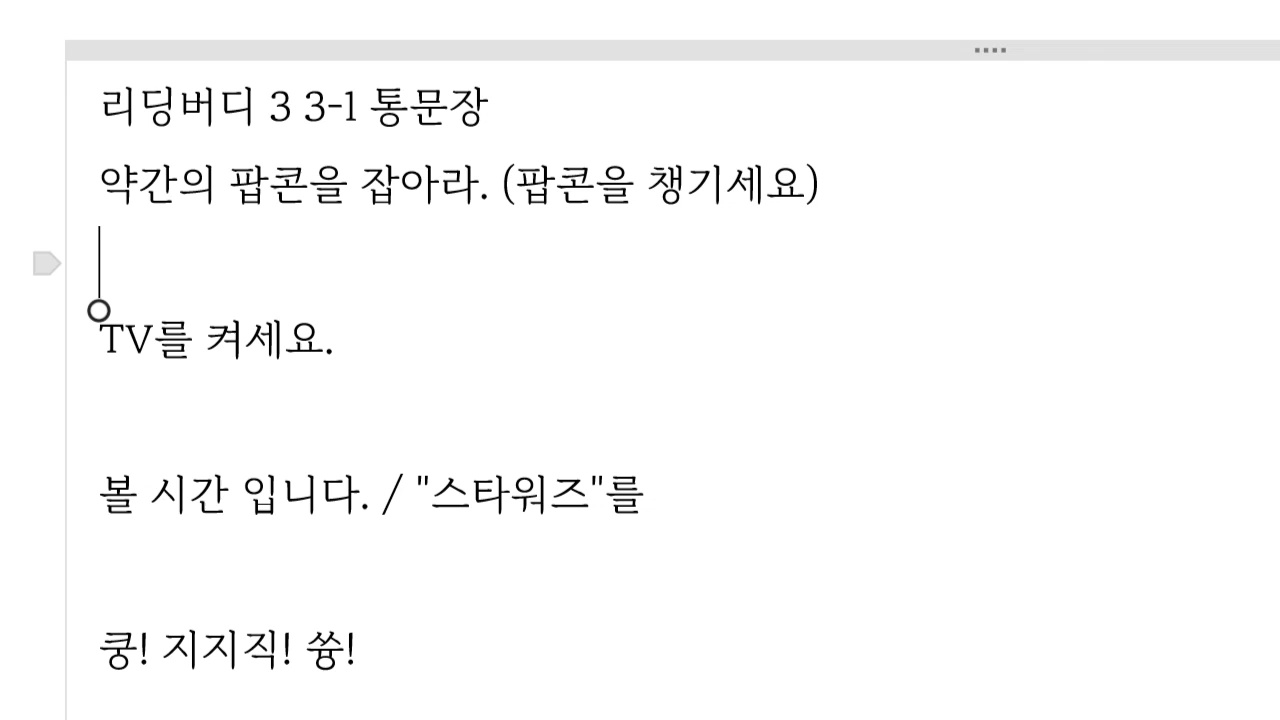 리딩버디 3 3-1 통문장
약간의 팝콘을 잡아라. (팝콘을 챙기세요)
TV를 켜세요.
볼 시간 입니다. / "스타워즈"를
쿵! 지지직! 쓩!